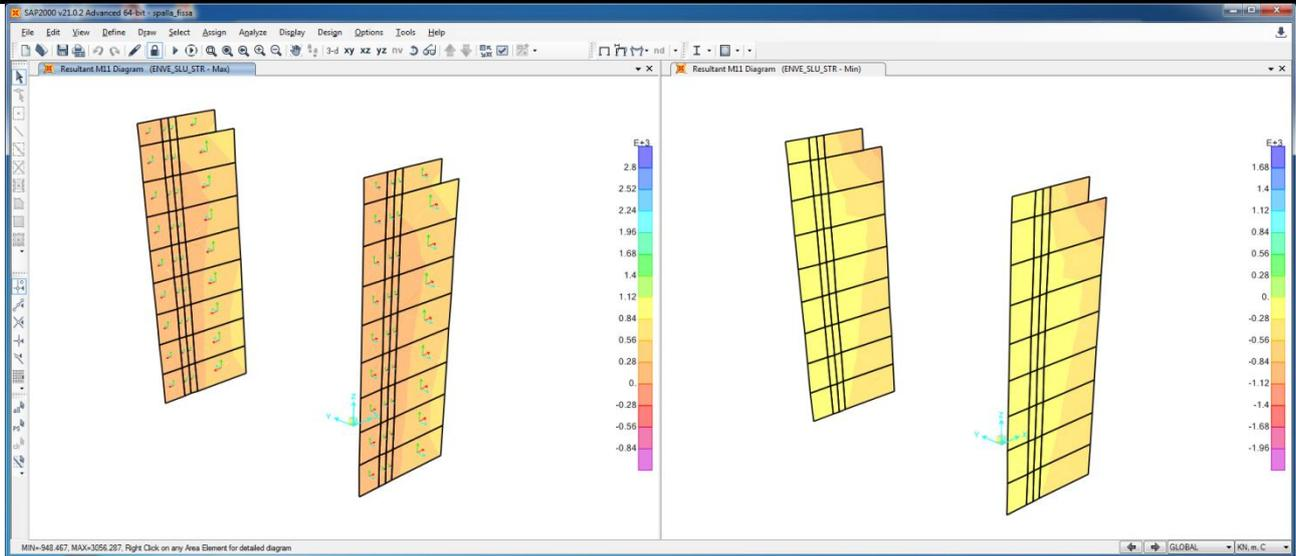 SAP2000 v21.0.2 Advanced 64-bit - spalla_fissa
File Edit View Define Draw Select Assign Analyze Display Design Options Tools Help
3-d xy xz yz nv nd
Resultant M11 Diagram (ENVE_SLU_STR - Max)
E+3
2.8
2.52
2.24
1.96
1.68
1.4
1.12
0.84
0.56
0.28
0.
-0.28
-0.56
-0.84
Z
Y
Resultant M11 Diagram (ENVE_SLU_STR - Min)
E+3
1.68
1.4
1.12
0.84
0.56
0.28
0.
-0.28
-0.56
-0.84
-1.12
-1.4
-1.68
-1.96
Z
Y
X
MIN=-948.467, MAX=3056.287, Right Click on any Area Element for detailed diagram
GLOBAL
KN, m, C